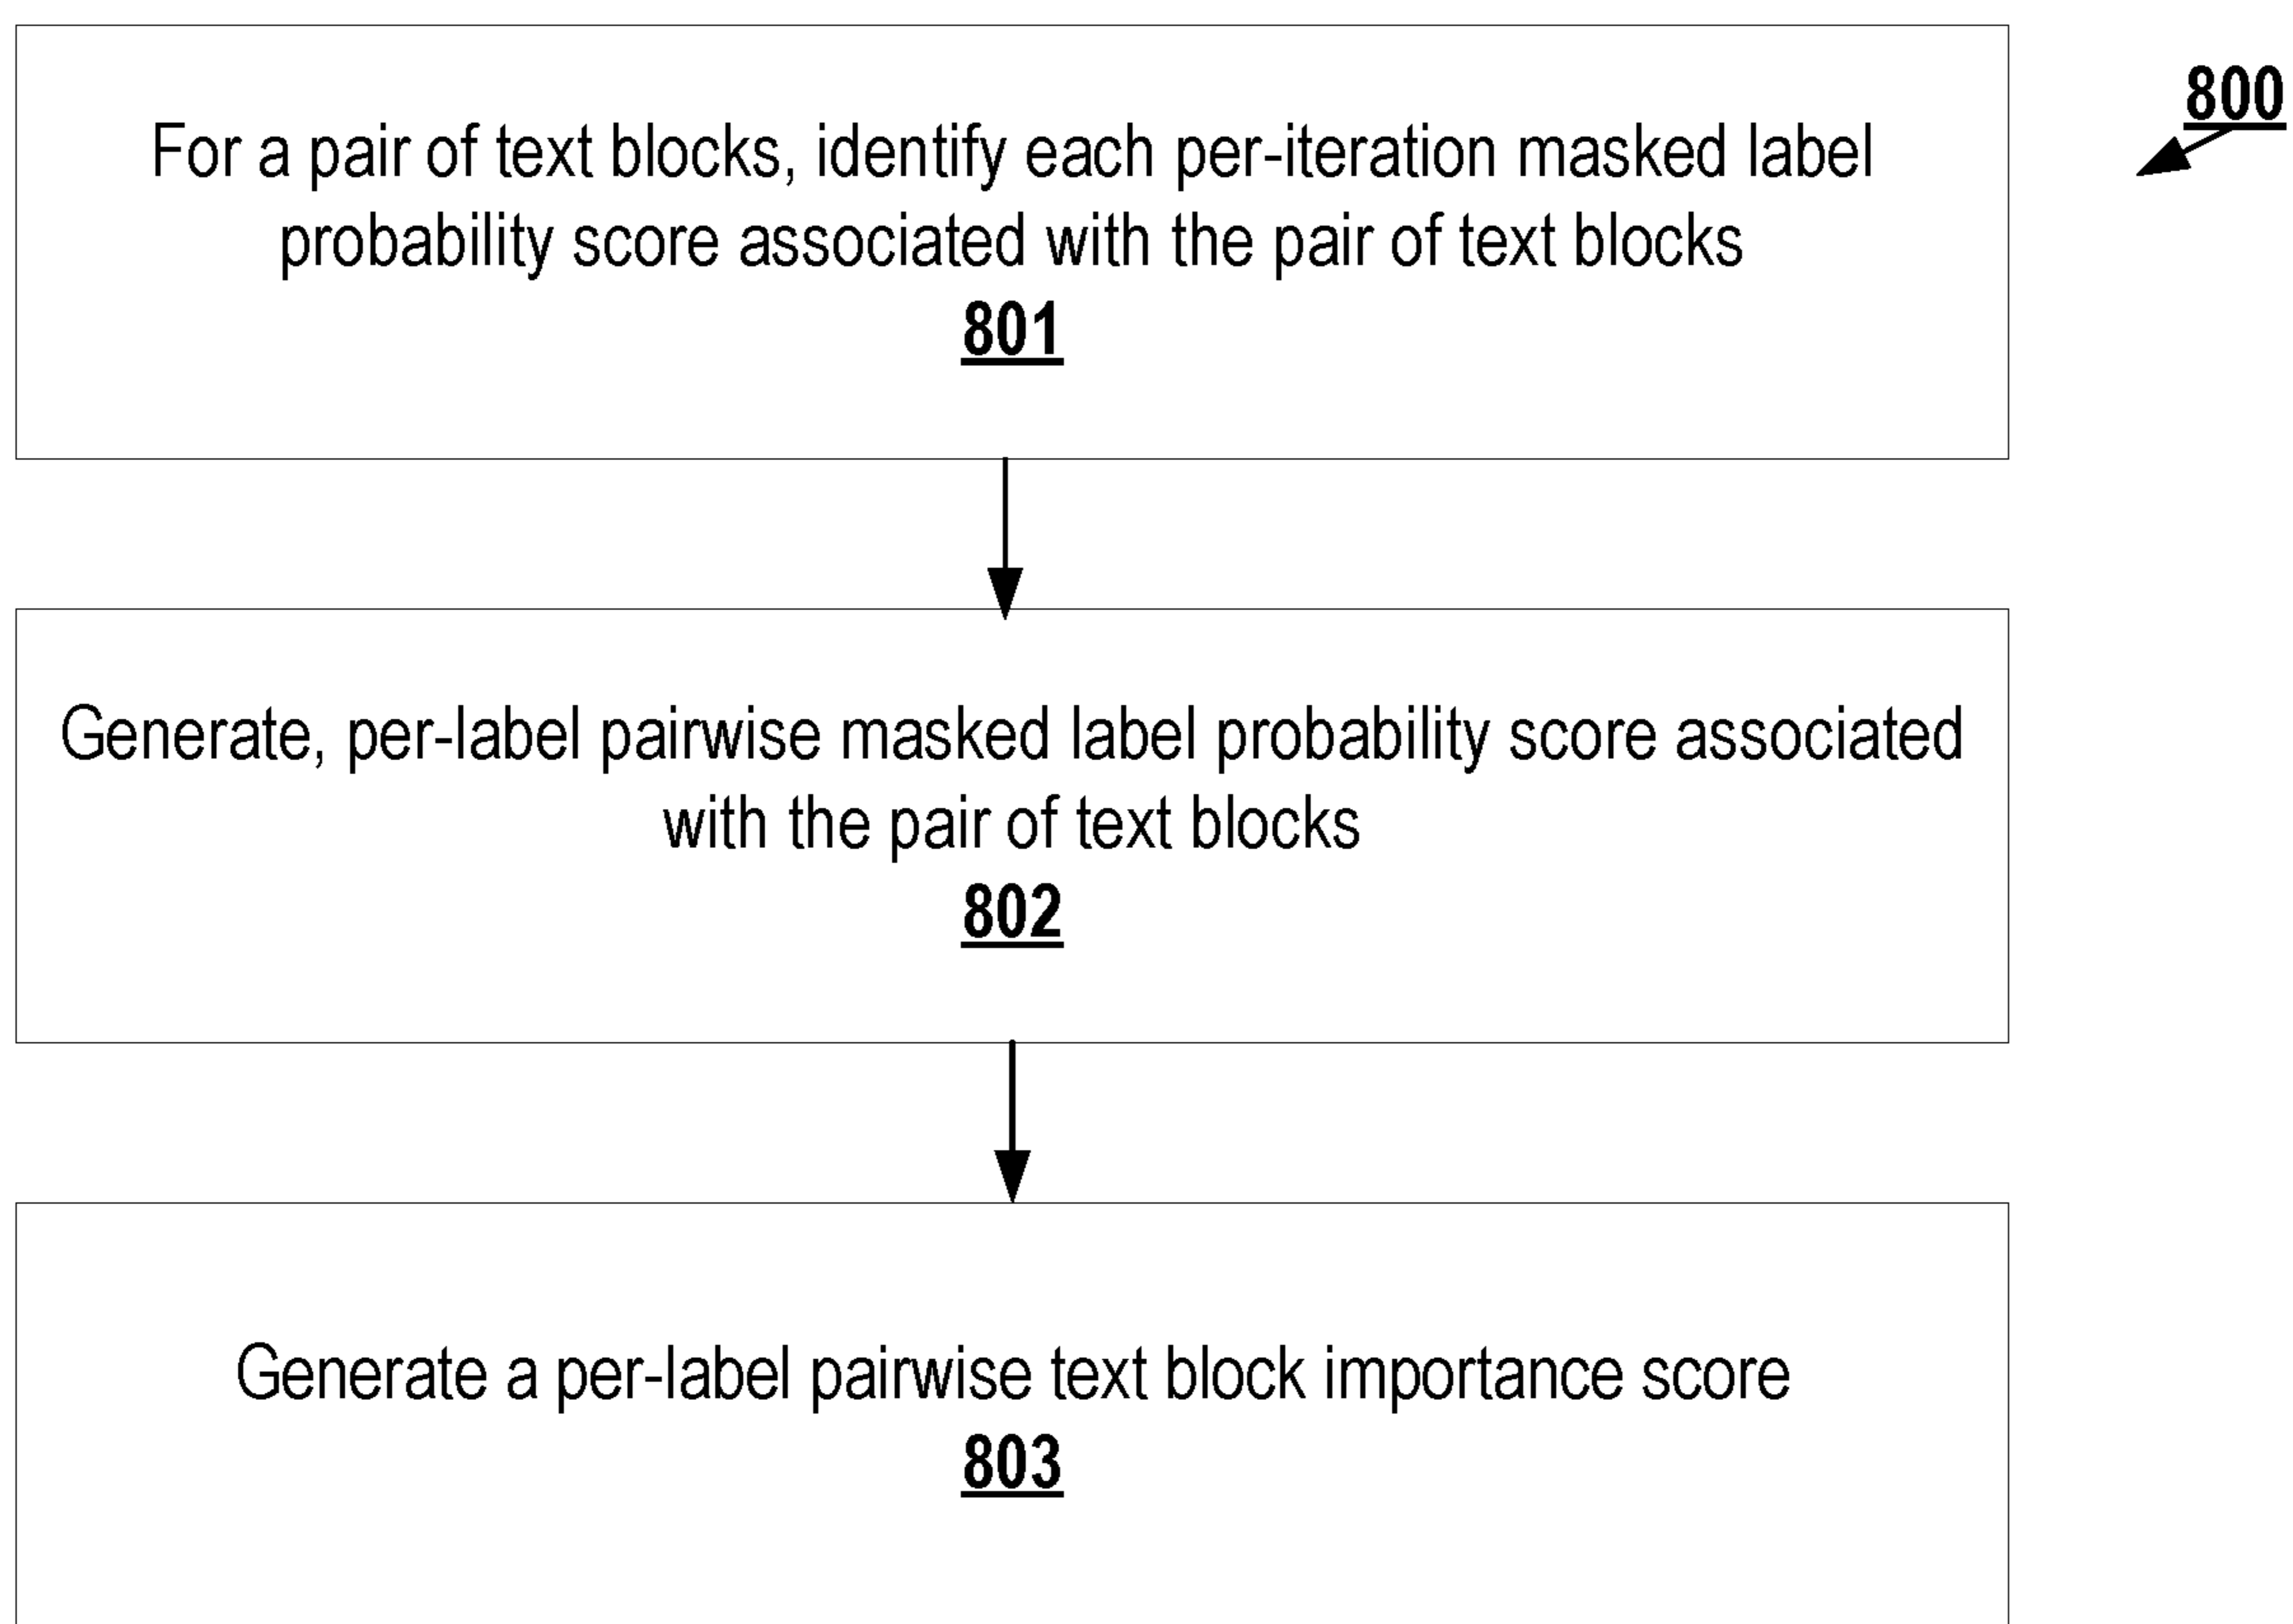 800
For a pair of text blocks, identify each per-iteration masked label
probability score associated with the pair of text blocks
801
Generate, per-label pairwise masked label probability score associated
with the pair of text blocks
802
Generate a per-label pairwise text block importance score
803